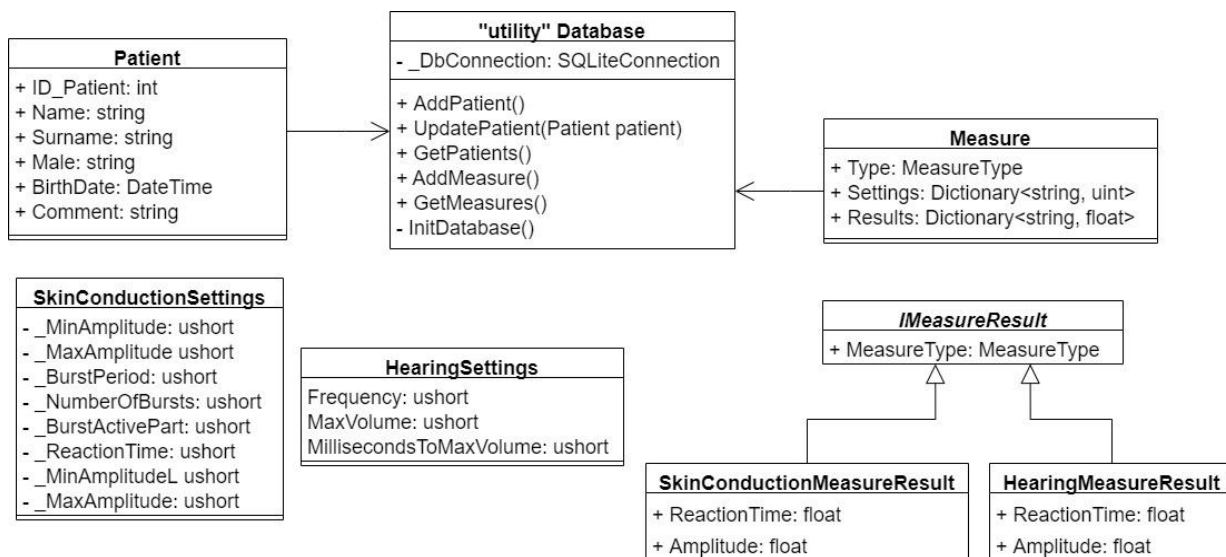 Patient
+ ID_Patient: int
+ Name: string
+ Surname: string
+ Male: string
+ BirthDate: DateTime
+ Comment: string
"utility" Database
- _DbConnection: SQLiteConnection
+ AddPatient()
+ UpdatePatient(Patient patient)
+ GetPatients()
+ AddMeasure()
+ GetMeasures()
- InitDatabase()
Measure
+ Type: MeasureType
+ Settings: Dictionary<string, uint>
+ Results: Dictionary<string, float>
SkinConductionSettings
- _MinAmplitude: ushort
- _MaxAmplitude ushort
- _BurstPeriod: ushort
- _NumberOfBursts: ushort
- _BurstActivePart: ushort
- _ReactionTime: ushort
- _MinAmplitudeL ushort
- _MaxAmplitude: ushort
HearingSettings
Frequency: ushort
MaxVolume: ushort
MillisecondsToMaxVolume: ushort
IMeasureResult
+ MeasureType: MeasureType
SkinConductionMeasureResult
+ ReactionTime: float
+ Amplitude: float
HearingMeasureResult
+ ReactionTime: float
+ Amplitude: float